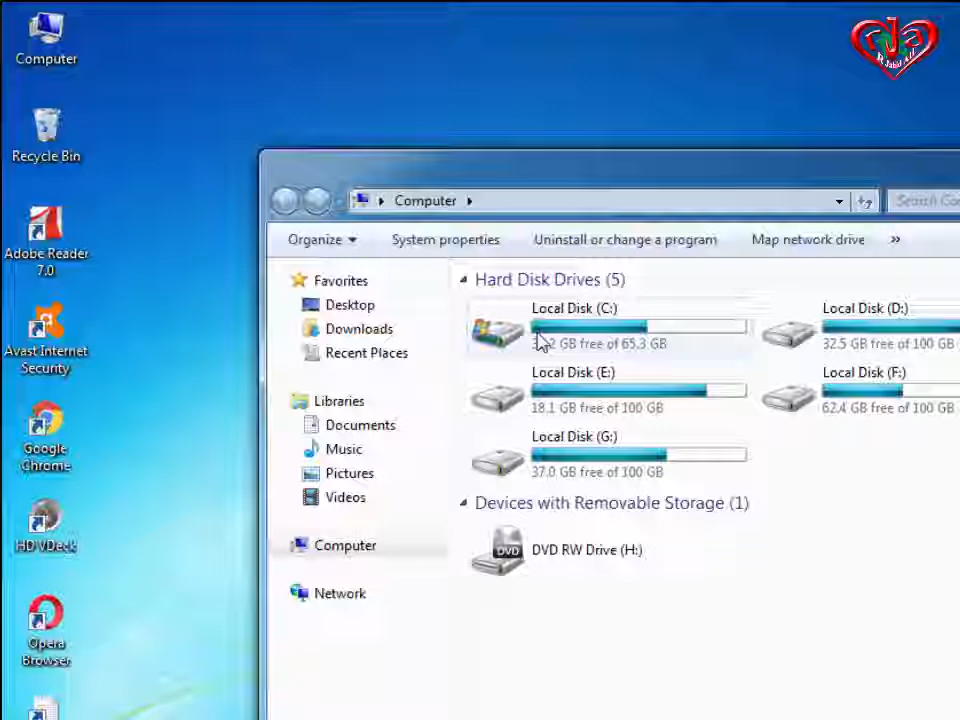 Computer
Recycle Bin
Adobe Reader
7.0
Avast Internet
Security
Google
Chrome
HD VDeck
Opera
Browser
rja
Computer
Search Co
Organize
System properties
Uninstall or change a program
Map network drive
»
Favorites
Desktop
Downloads
Recent Places
Libraries
Documents
Music
Pictures
Videos
Computer
Network
Hard Disk Drives (5)
Local Disk (C:)
GB free of 65.3 GB
Local Disk (D:)
32.5 GB free of 100 GB
Local Disk (E:)
18.1 GB free of 100 GB
Local Disk (F:)
62.4 GB free of 100 GB
Local Disk (G:)
37.0 GB free of 100 GB
Devices with Removable Storage (1)
DVD
DVD RW Drive (H:)